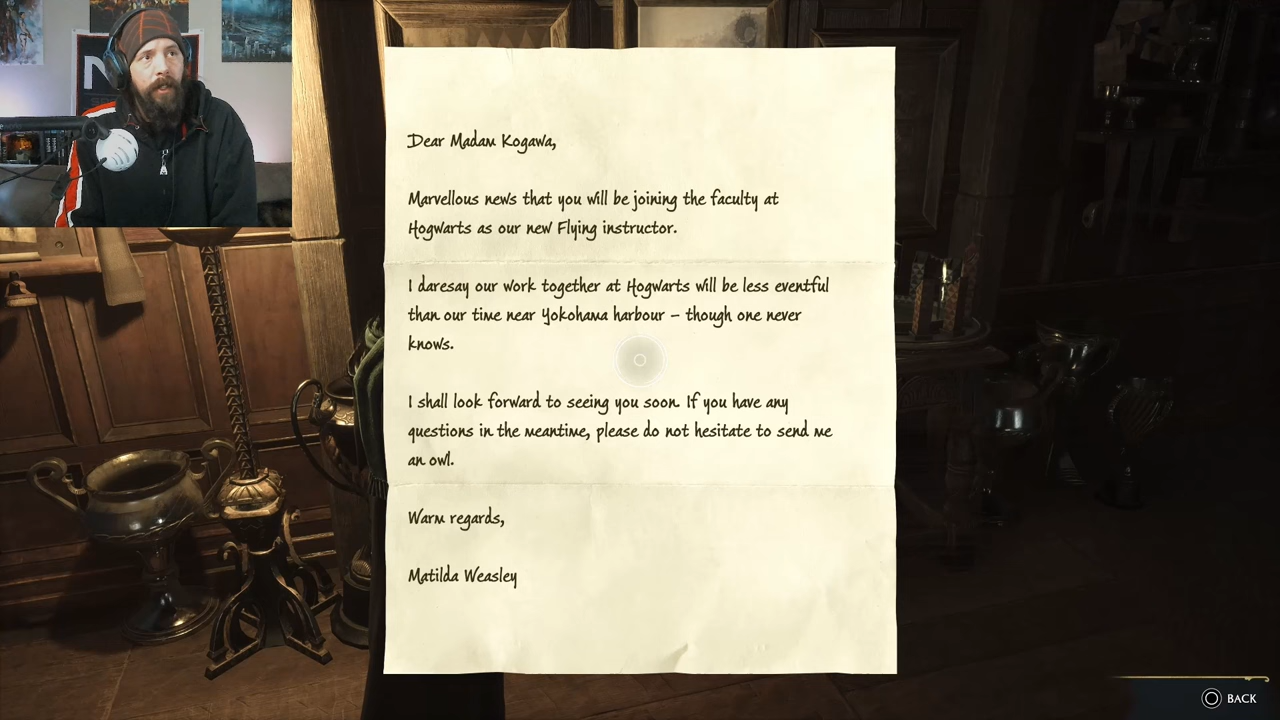 Dear Madam Kogawa,
Marvellous news that you will be joining the faculty at
Hogwarts as our new Flying instructor.
I daresay our work together at Hogwarts will be less eventful
than our time near Yokohama harbour – though one never
knows.
I shall look forward to seeing you soon. If you have any
questions in the meantime, please do not hesitate to send me
an owl.
Warm regards,
Matilda Weasley
BACK